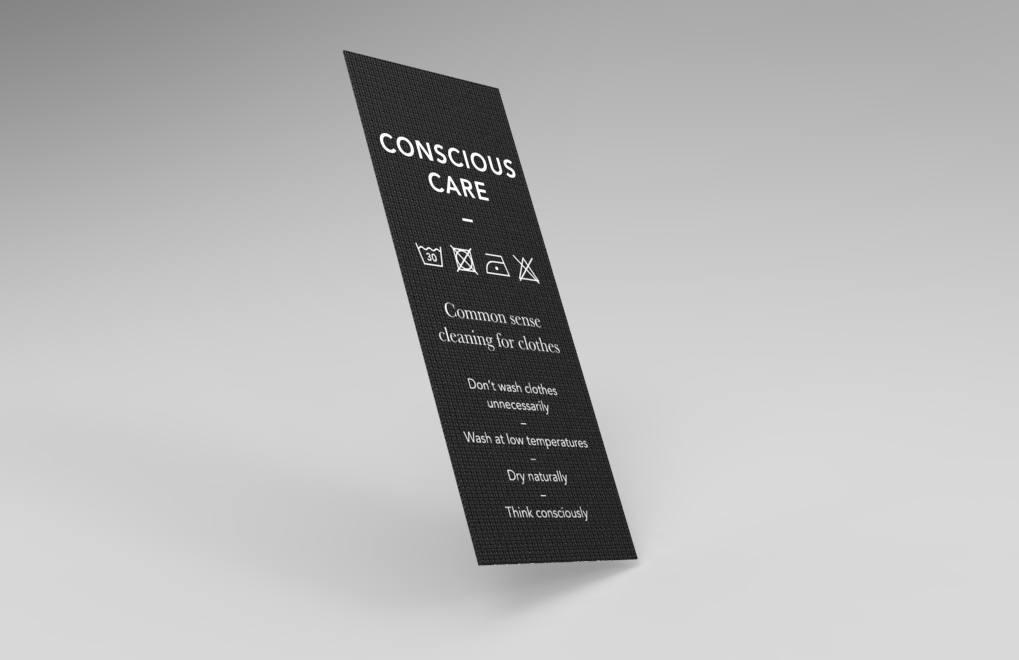 CONSCIOUS
CARE
–
30
Common sense
cleaning for clothes
Don't wash clothes
unnecessarily
–
Wash at low temperatures
–
Dry naturally
–
Think consciously